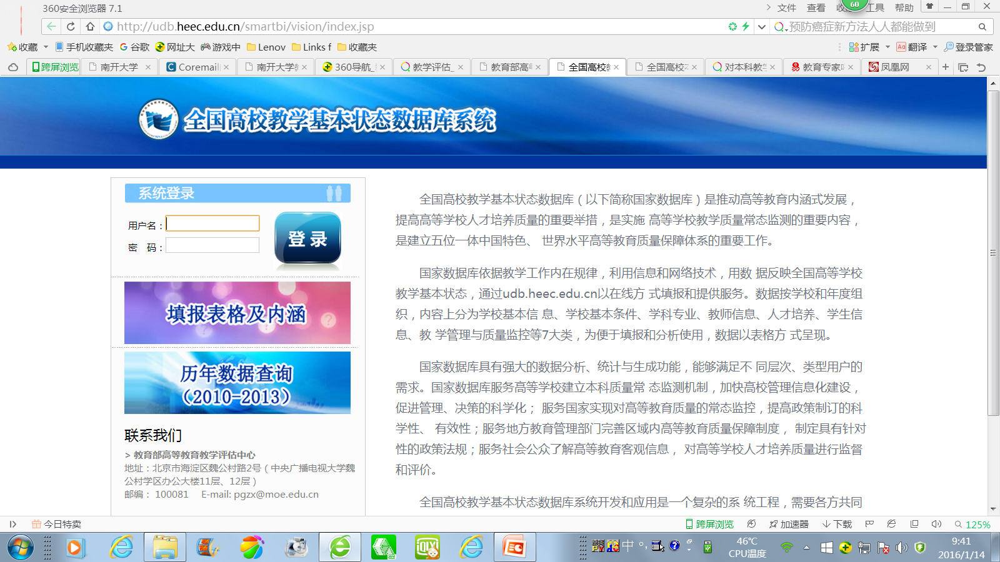 360安全浏览器 7.1
文件 查看 收藏 工具 帮助
60
http://udb.heec.edu.cn/smartbi/vision/index.jsp
预防癌症新方法人人都能做到
收藏 手机收藏夹 谷歌 网址大 游戏中 Lenov Links f 收藏夹
扩展 翻译 登录管家
跨屏浏览 南开大学 Coremail 南开大学 360导航_ 教学评估_ 教育部高 全国高校 全国高校 对本科教 教育专家 凤凰网
全国高校教学基本状态数据库系统
系统登录
用户名：
密 码：
登 录
填报表格及内涵
历年数据查询
（2010-2013）
联系我们
> 教育部高等教育教学评估中心
地址：北京市海淀区魏公村路2号（中央广播电视大学魏
公村学区办公大楼11层、12层）
邮编： 100081 E-mail: pgzx@moe.edu.cn
全国高校教学基本状态数据库（以下简称国家数据库）是推动高等教育内涵式发展，
提高高等学校人才培养质量的重要举措，是实施 高等学校教学质量常态监测的重要内容，
是建立五位一体中国特色、 世界水平高等教育质量保障体系的重要工作。
国家数据库依据教学工作内在规律，利用信息和网络技术，用数 据反映全国高等学校
教学基本状态，通过udb.heec.edu.cn以在线方 式填报和提供服务。数据按学校和年度组
织，内容上分为学校基本信 息、学校基本条件、学科专业、教师信息、人才培养、学生信
息、教 学管理与质量监控等7大类，为便于填报和分析使用，数据以表格方 式呈现。
国家数据库具有强大的数据分析、统计与生成功能，能够满足不 同层次、类型用户的
需求。国家数据库服务高等学校建立本科质量常 态监测机制，加快高校管理信息化建设，
促进管理、决策的科学化； 服务国家实现对高等教育质量的常态监控，提高政策制订的科
学性、 有效性；服务地方教育管理部门完善区域内高等教育质量保障制度， 制定具有针对
性的政策法规；服务社会公众了解高等教育客观信息， 对高等学校人才培养质量进行监督
和评价。
全国高校教学基本状态数据库系统开发和应用是一个复杂的系 统工程，需要各方共同
今日特卖
跨屏浏览 加速器 下载 125%
中
46℃
CPU温度
9:41
2016/1/14